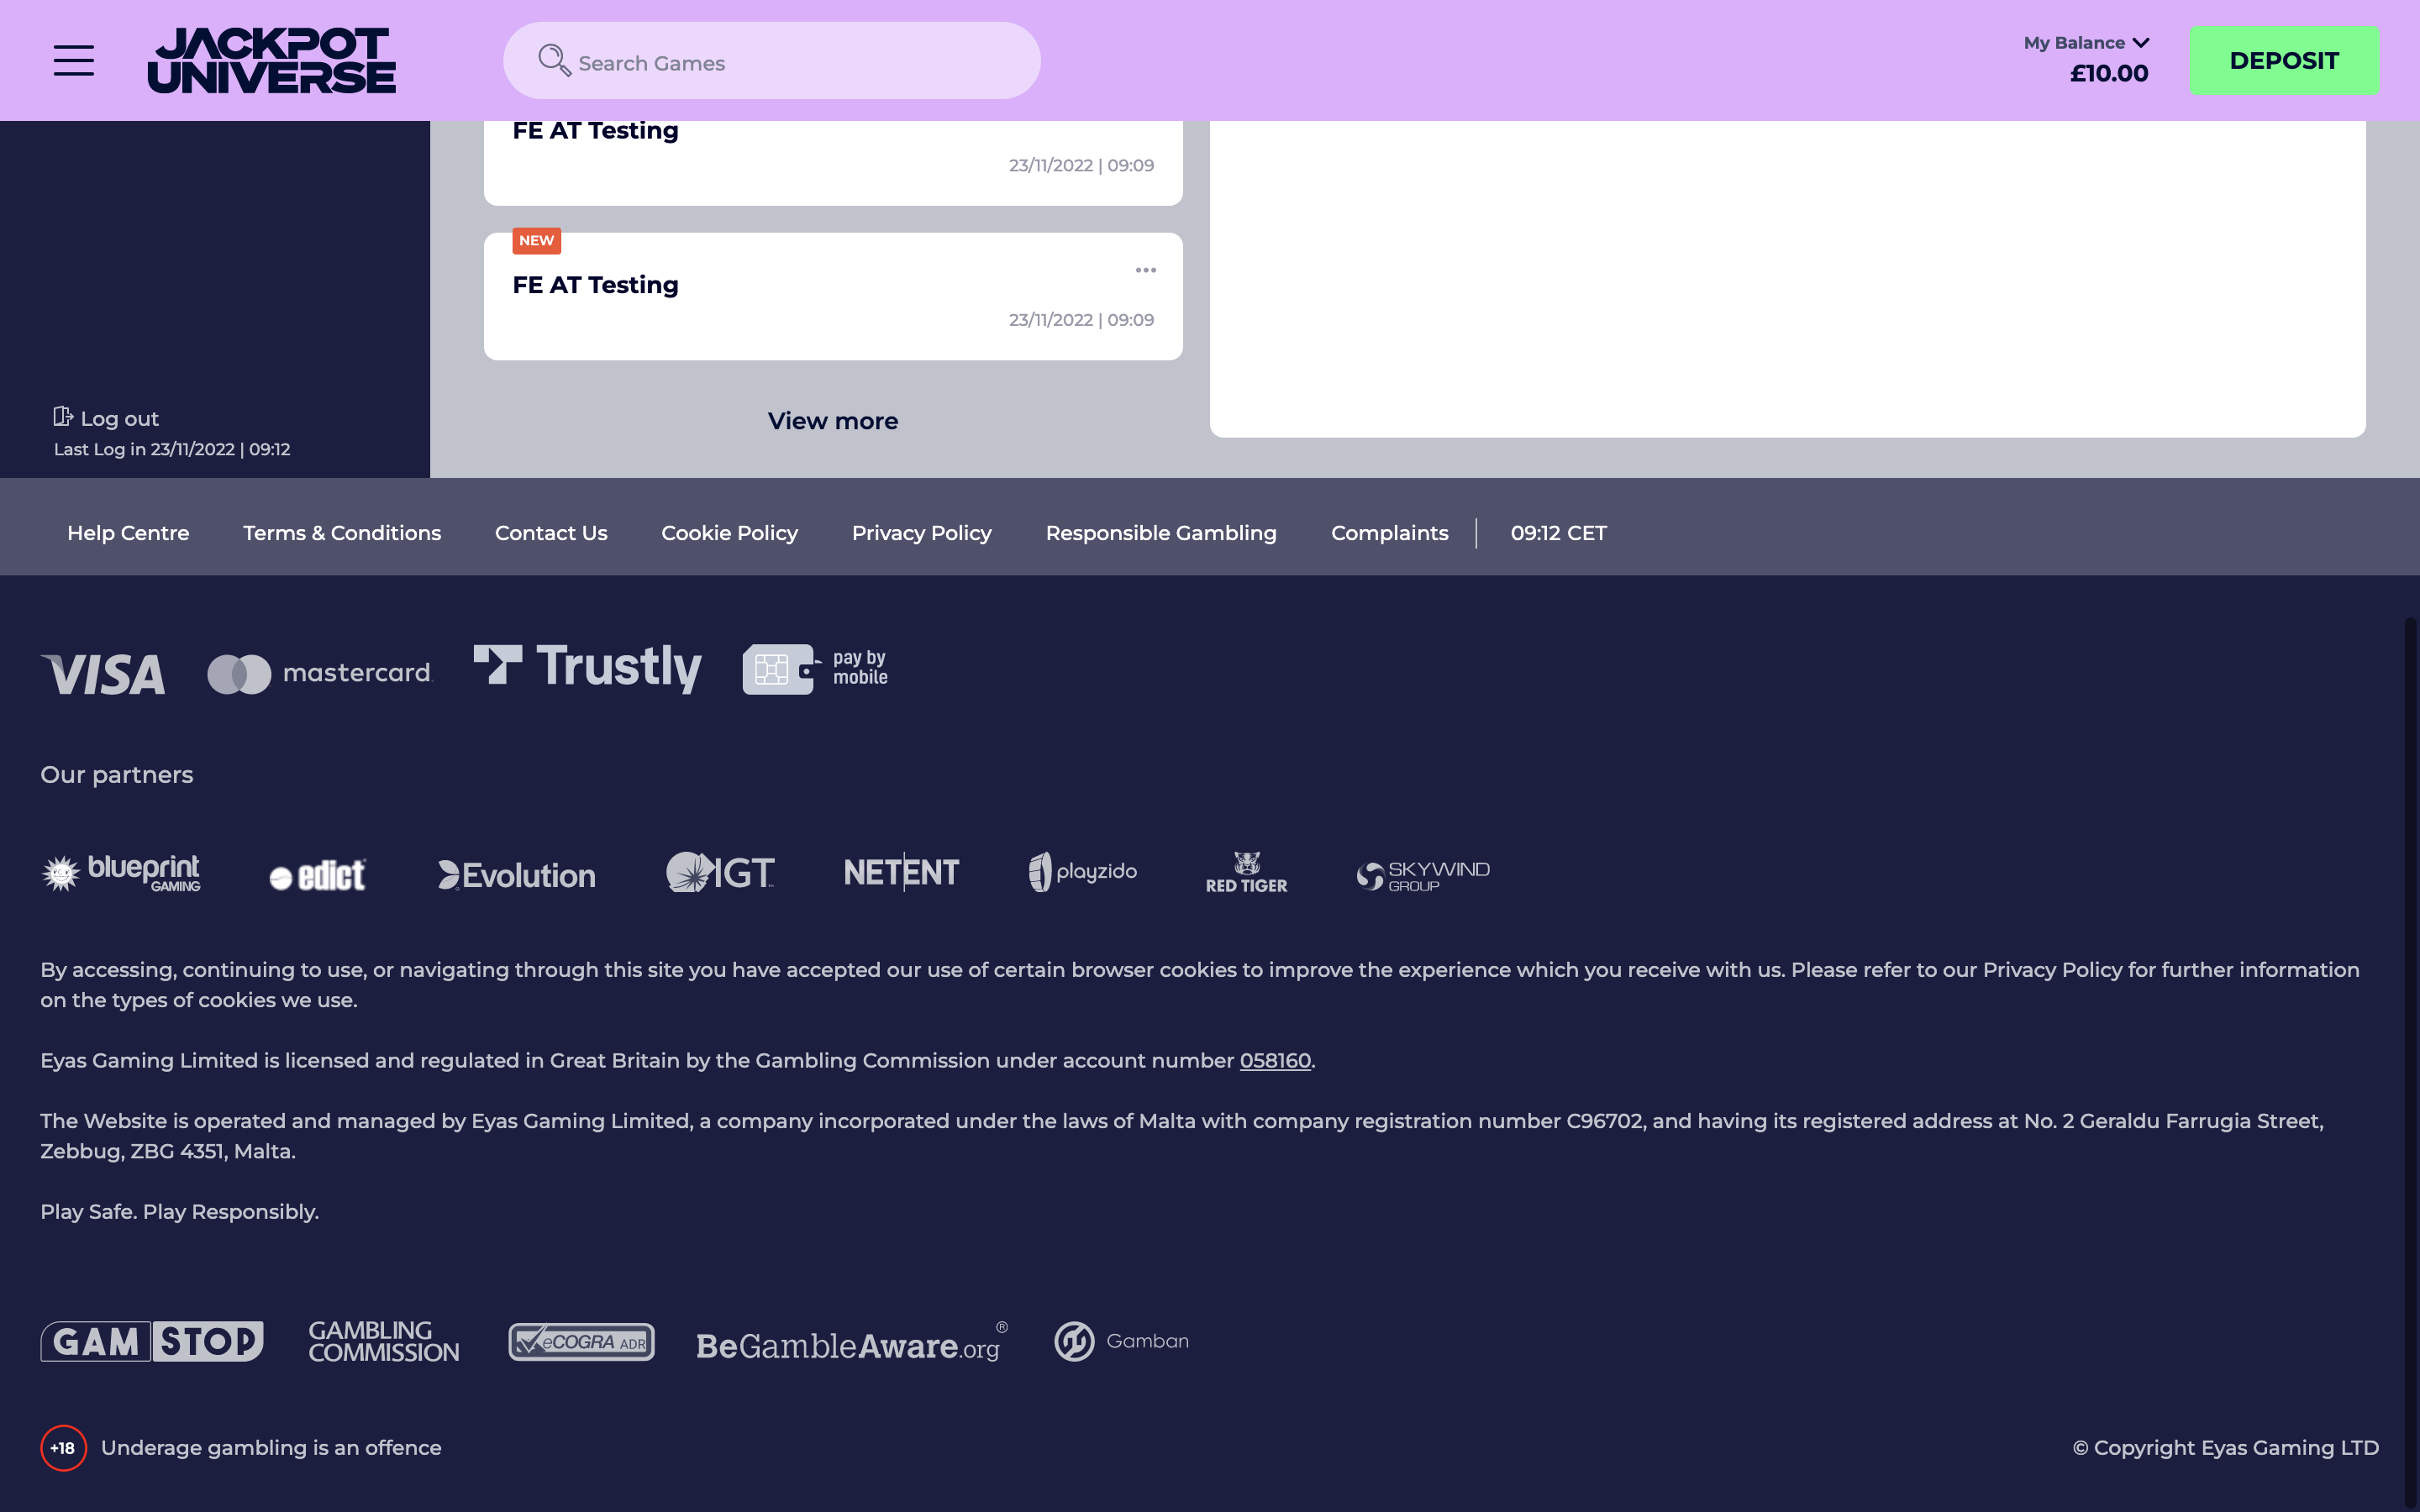 JACKPOT
UNIVERSE
Search Games
My Balance
£10.00
DEPOSIT
FE AT Testing
23/11/2022 | 09:09
NEW
FE AT Testing
23/11/2022 | 09:09
View more
Log out
Last Log in 23/11/2022 | 09:12
Help Centre
Terms & Conditions
Contact Us
Cookie Policy
Privacy Policy
Responsible Gambling
Complaints
09:12 CET
VISA
mastercard
Trustly
pay by
mobile
Our partners
blueprint
GAMING
edict
Evolution
IGT
NETENT
playzido
RED TIGER
SKYWIND
GROUP
By accessing, continuing to use, or navigating through this site you have accepted our use of certain browser cookies to improve the experience which you receive with us. Please refer to our Privacy Policy for further information
on the types of cookies we use.
Eyas Gaming Limited is licensed and regulated in Great Britain by the Gambling Commission under account number 058160.
The Website is operated and managed by Eyas Gaming Limited, a company incorporated under the laws of Malta with company registration number C96702, and having its registered address at No. 2 Geraldu Farrugia Street,
Zebbug, ZBG 4351, Malta.
Play Safe. Play Responsibly.
GAMSTOP
GAMBLING
COMMISSION
eCOGRA ADR
BeGambleAware.org®
Gamban
+18
Underage gambling is an offence
© Copyright Eyas Gaming LTD